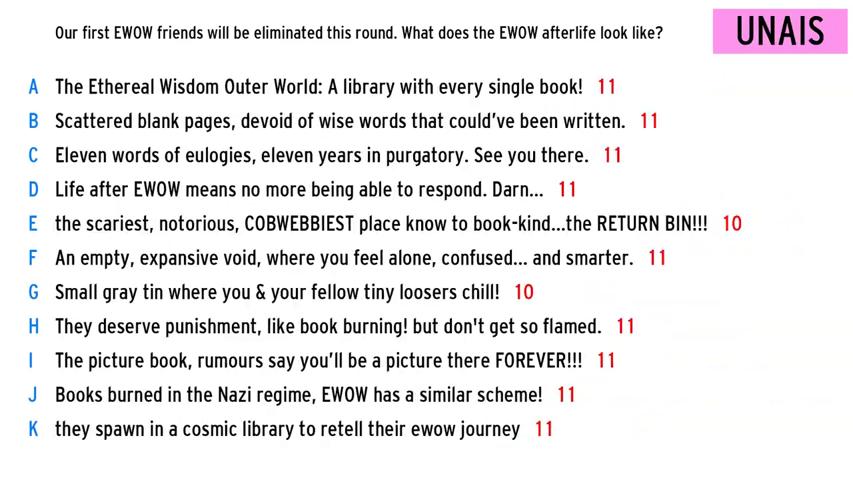 Our first EWOW friends will be eliminated this round. What does the EWOW afterlife look like?
UNAIS
A The Ethereal Wisdom Outer World: A library with every single book! 11
B Scattered blank pages, devoid of wise words that could've been written. 11
C Eleven words of eulogies, eleven years in purgatory. See you there. 11
D Life after EWOW means no more being able to respond. Darn... 11
E the scariest, notorious, COBWEBBIEST place know to book-kind...the RETURN BIN!!! 10
F An empty, expansive void, where you feel alone, confused... and smarter. 11
G Small gray tin where you & your fellow tiny loosers chill! 10
H They deserve punishment, like book burning! but don't get so flamed. 11
I The picture book, rumours say you'll be a picture there FOREVER!!! 11
J Books burned in the Nazi regime, EWOW has a similar scheme! 11
K they spawn in a cosmic library to retell their ewow journey 11